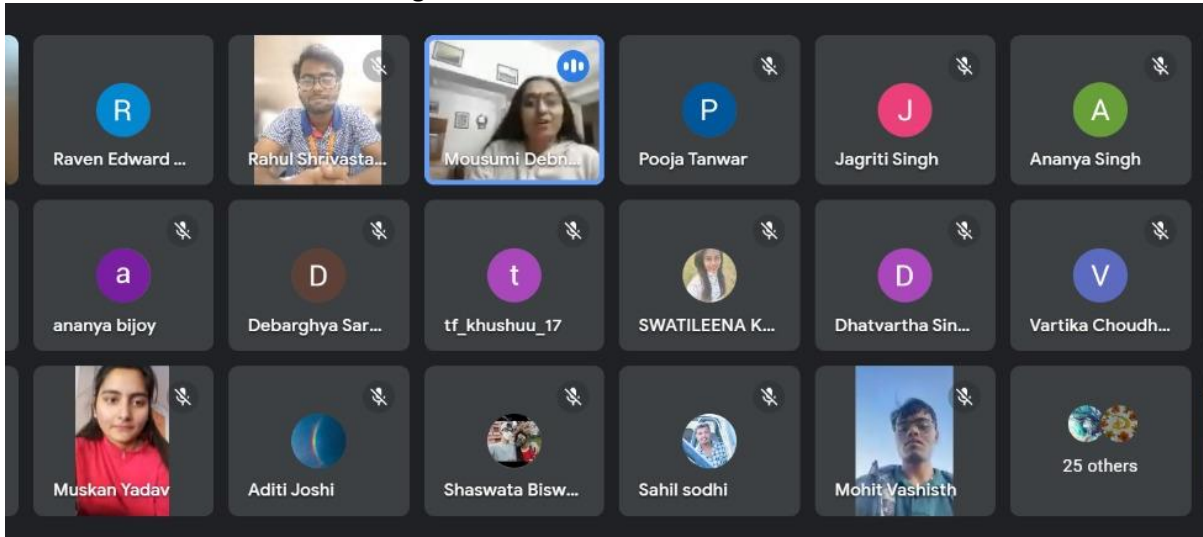 R
Raven Edward ...
Rahul Shrivasta...
Mousumi Debn...
P
Pooja Tanwar
J
Jagriti Singh
A
Ananya Singh
a
ananya bijoy
D
Debarghya Sar...
t
tf_khushuu_17
SWATILEENA K...
D
Dhatvartha Sin...
V
Vartika Choudh...
Muskan Yadav
Aditi Joshi
Shaswata Bisw...
Sahil sodhi
Mohit Vashisth
25 others